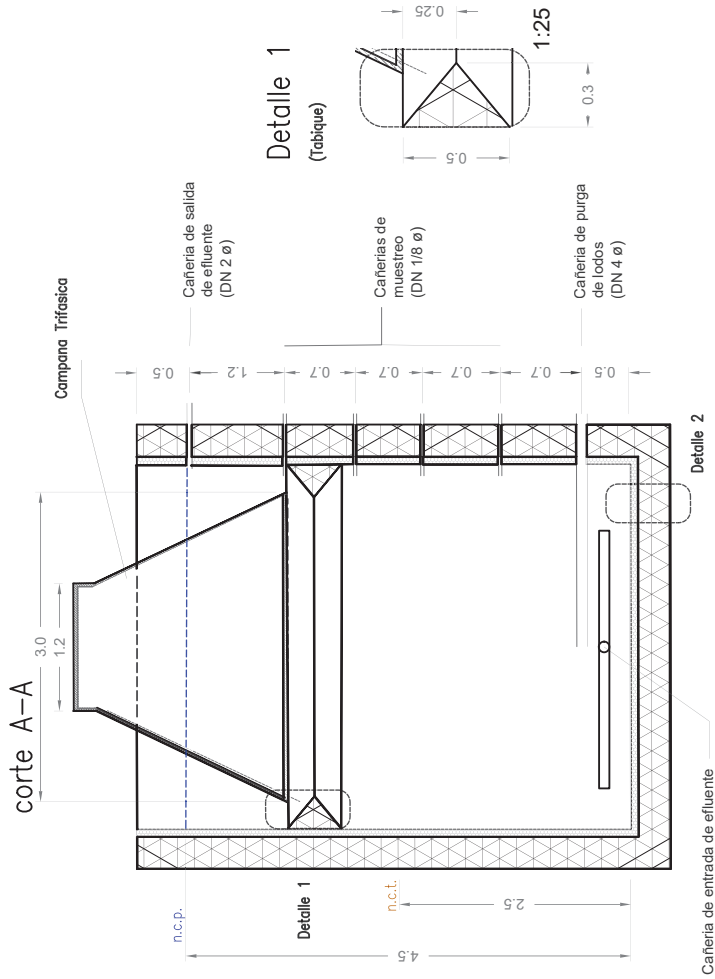 corte A-A
3.0
1.2
Campana Trifasica
0.5
1.2
0.7
0.7
0.7
0.7
0.5
Cañeria de salida
de efluente
(DN 2 ø)
Cañerias de
muestreo
(DN 1/8 ø)
Cañeria de purga
de lodos
(DN 4 ø)
n.c.p.
Detalle 1
n.c.t.
4.5
2.5
Detalle 2
Cañeria de entrada de efluente
Detalle 1
(Tabique)
0.25
0.5
0.3
1:25